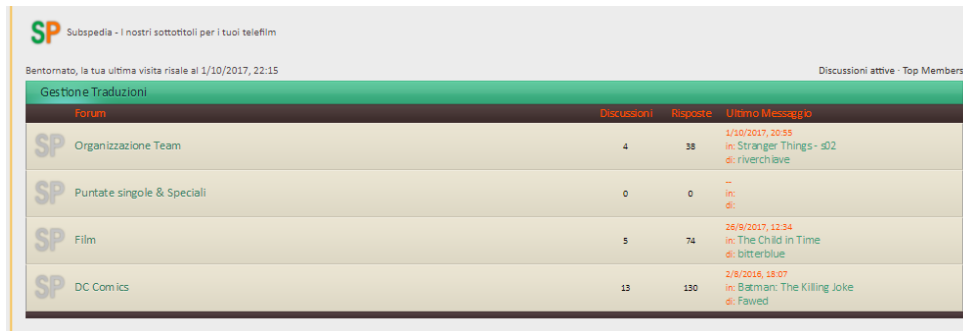 SP Subspedia - I nostri sottotitoli per i tuoi telefilm
Bentornato, la tua ultima visita risale al 1/10/2017, 22:15 Discussioni attive · Top Members
Gestione Traduzioni
Forum Discussioni Risposte Ultimo Messaggio
1/10/2017, 20:55
SP Organizzazione Team 4 38 in: Stranger Things - s02
di: riverchiave
--
SP Puntate singole & Speciali 0 0 in:
di:
26/9/2017, 12:34
SP Film 5 74 in: The Child in Time
di: bitterblue
2/8/2016, 18:07
SP DC Comics 13 130 in: Batman: The Killing Joke
di: Fawed